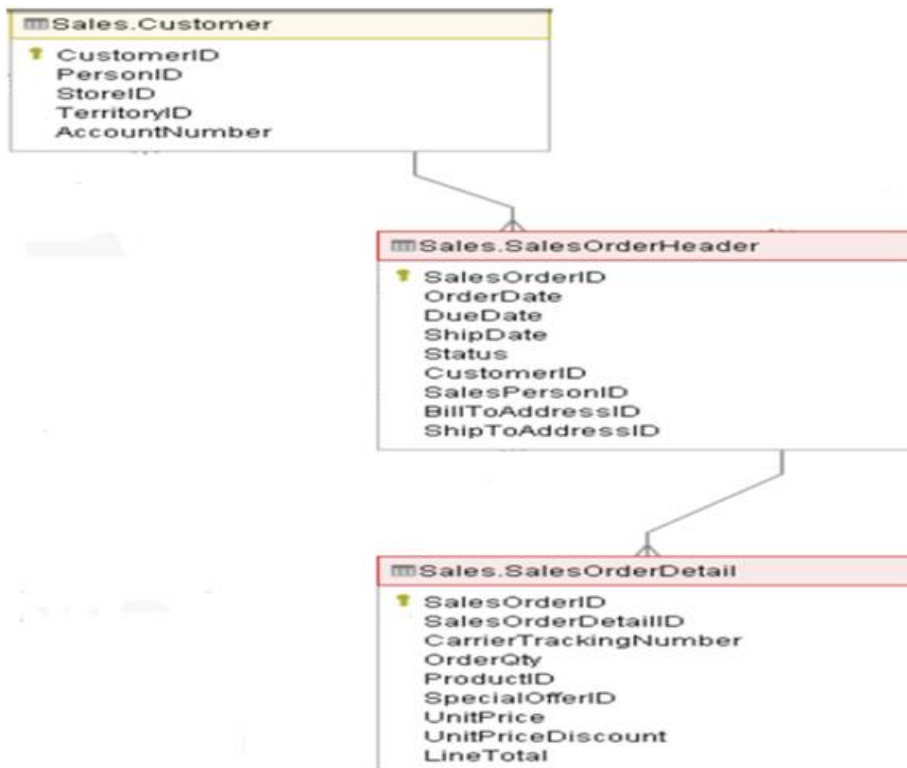 Sales.Customer
CustomerID
PersonID
StoreID
TerritoryID
AccountNumber
Sales.SalesOrderHeader
SalesOrderID
OrderDate
DueDate
ShipDate
Status
CustomerID
SalesPersonID
BillToAddressID
ShipToAddressID
Sales.SalesOrderDetail
SalesOrderID
SalesOrderDetailID
CarrierTrackingNumber
OrderQty
ProductID
SpecialOfferID
UnitPrice
UnitPriceDiscount
LineTotal